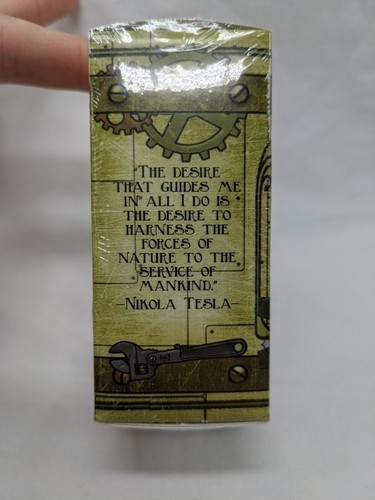 "THE DESIRE
THAT GUIDES ME
IN ALL I DO IS
THE DESIRE TO
HARNESS THE
FORCES OF
NATURE TO THE
SERVICE OF
MANKIND."
–NIKOLA TESLA–